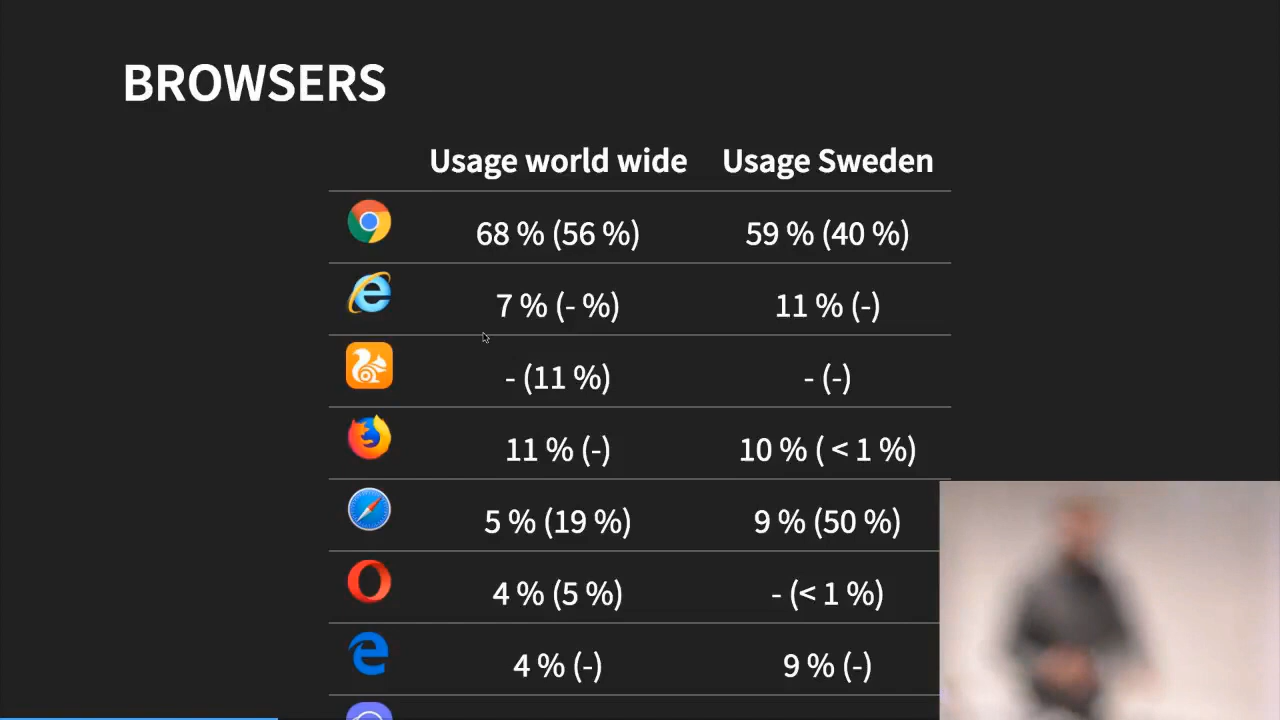 BROWSERS
Usage world wide Usage Sweden
68 % (56 %) 59 % (40 %)
7 % (- %) 11 % (-)
- (11 %) - (-)
11 % (-) 10 % ( < 1 %)
5 % (19 %) 9 % (50 %)
4 % (5 %) - (< 1 %)
4 % (-) 9 % (-)